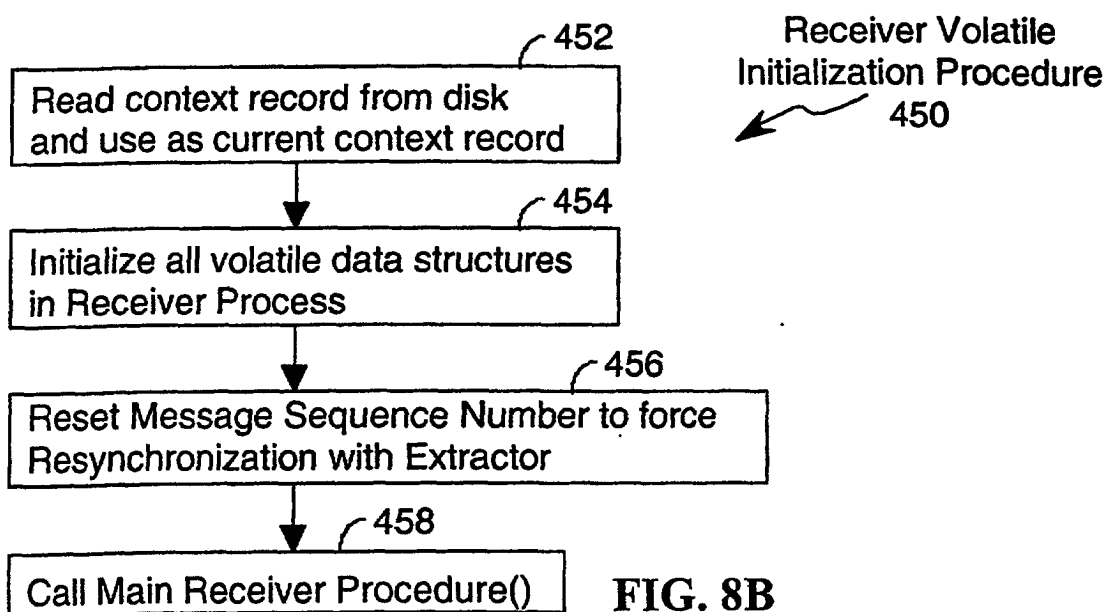 Receiver Volatile
Initialization Procedure
450
452
Read context record from disk
and use as current context record
454
Initialize all volatile data structures
in Receiver Process
456
Reset Message Sequence Number to force
Resynchronization with Extractor
458
Call Main Receiver Procedure()
FIG. 8B